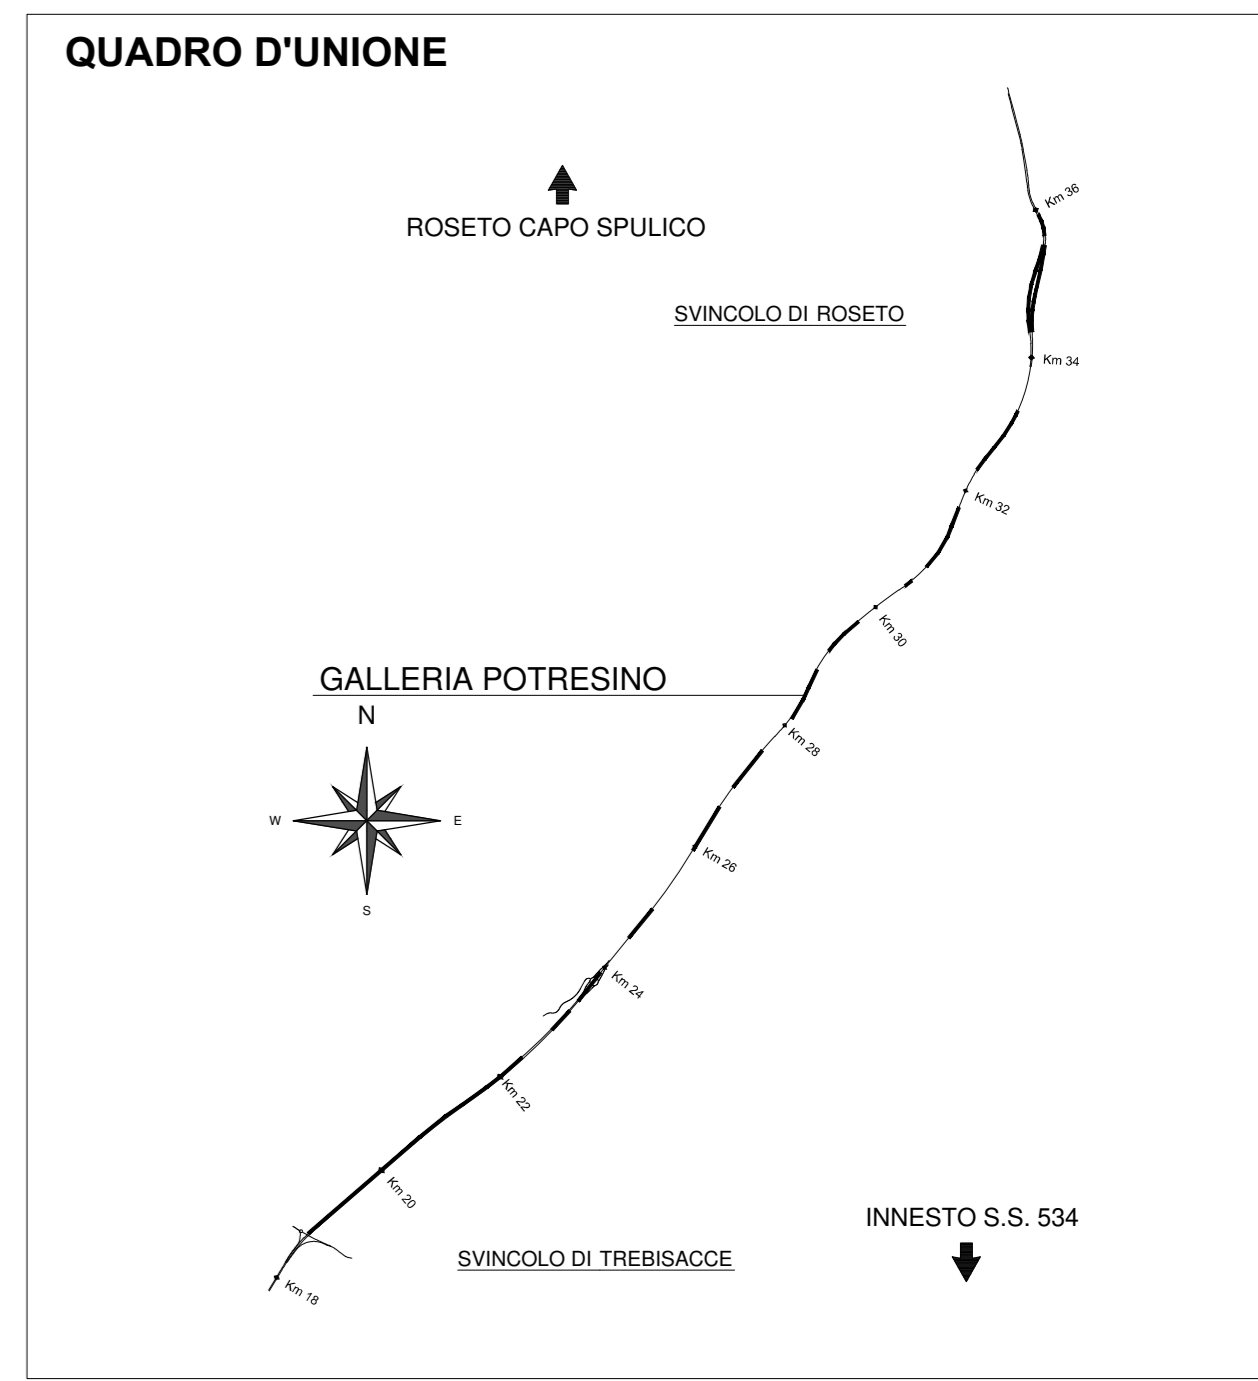 QUADRO D'UNIONE
Km 36
ROSETO CAPO SPULICO
SVINCOLO DI ROSETO
Km 34
Km 32
Km 30
GALLERIA POTRESINO
N
Km 28
W
E
Km 26
S
Km 24
Km 22
Km 20
INNESTO S.S. 534
SVINCOLO DI TREBISACCE
Km 18